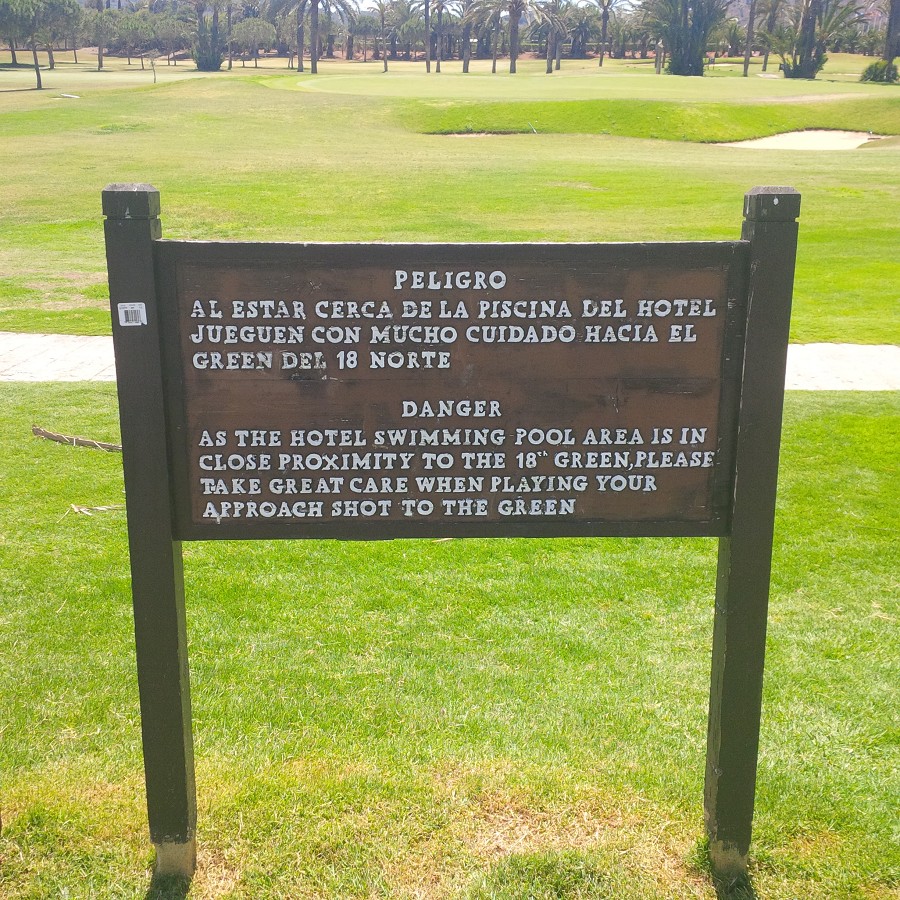 PELIGRO
AL ESTAR CERCA DE LA PISCINA DEL HOTEL
JUEGUEN CON MUCHO CUIDADO HACIA EL
GREEN DEL 18 NORTE
DANGER
AS THE HOTEL SWIMMING POOL AREA IS IN
CLOSE PROXIMITY TO THE 18TH GREEN,PLEASE
TAKE GREAT CARE WHEN PLAYING YOUR
APPROACH SHOT TO THE GREEN